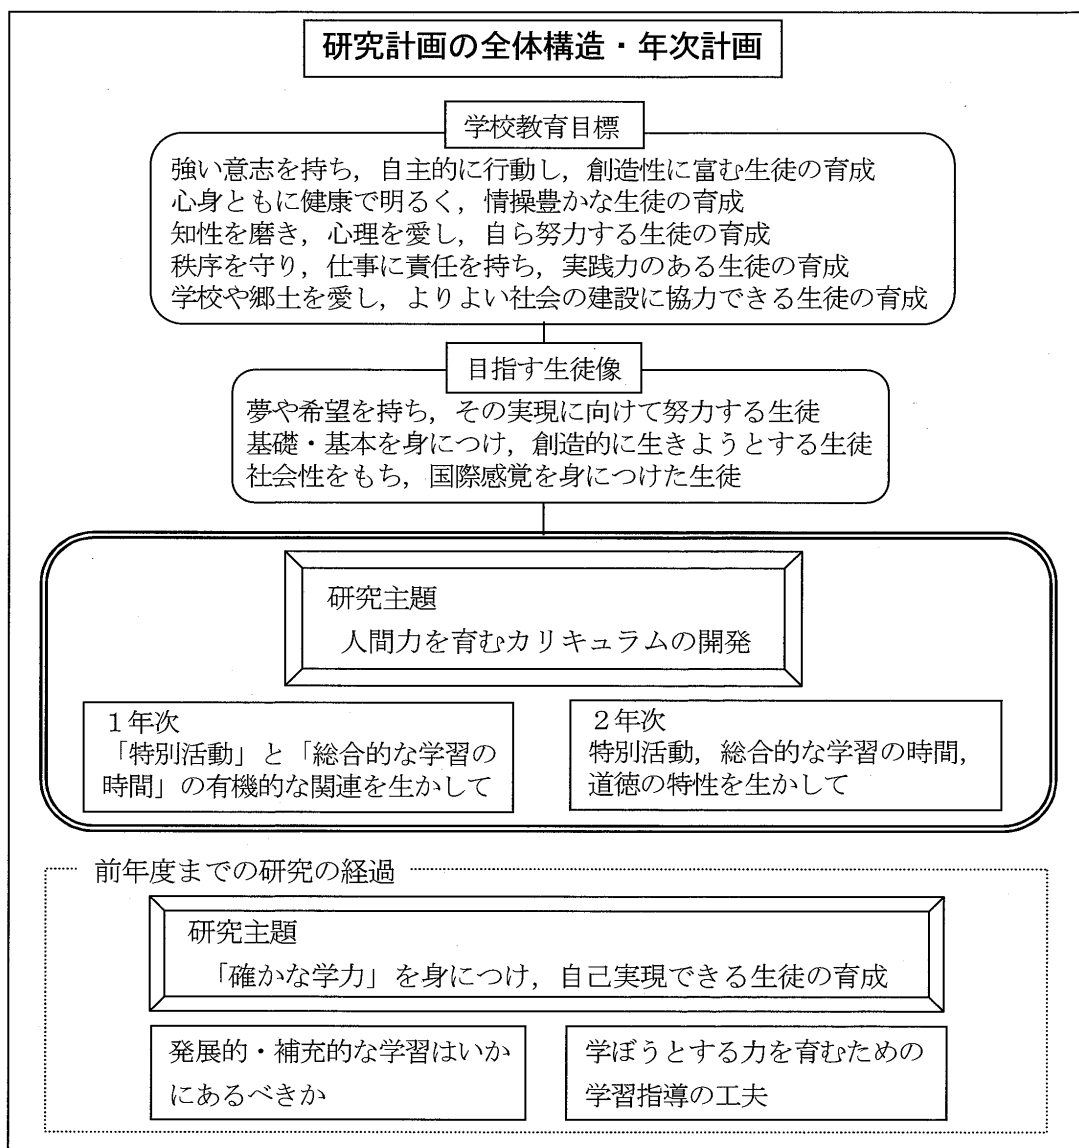 研究計画の全体構造・年次計画
学校教育目標
強い意志を持ち，自主的に行動し，創造性に富む生徒の育成
心身ともに健康で明るく，情操豊かな生徒の育成
知性を磨き，心理を愛し，自ら努力する生徒の育成
秩序を守り，仕事に責任を持ち，実践力のある生徒の育成
学校や郷土を愛し，よりよい社会の建設に協力できる生徒の育成
目指す生徒像
夢や希望を持ち，その実現に向けて努力する生徒
基礎・基本を身につけ，創造的に生きようとする生徒
社会性をもち，国際感覚を身につけた生徒
研究主題
人間力を育むカリキュラムの開発
１年次
「特別活動」と「総合的な学習の
時間」の有機的な関連を生かして
２年次
特別活動，総合的な学習の時間，
道徳の特性を生かして
前年度までの研究の経過
研究主題
「確かな学力」を身につけ，自己実現できる生徒の育成
発展的・補充的な学習はいか
にあるべきか
学ぼうとする力を育むための
学習指導の工夫